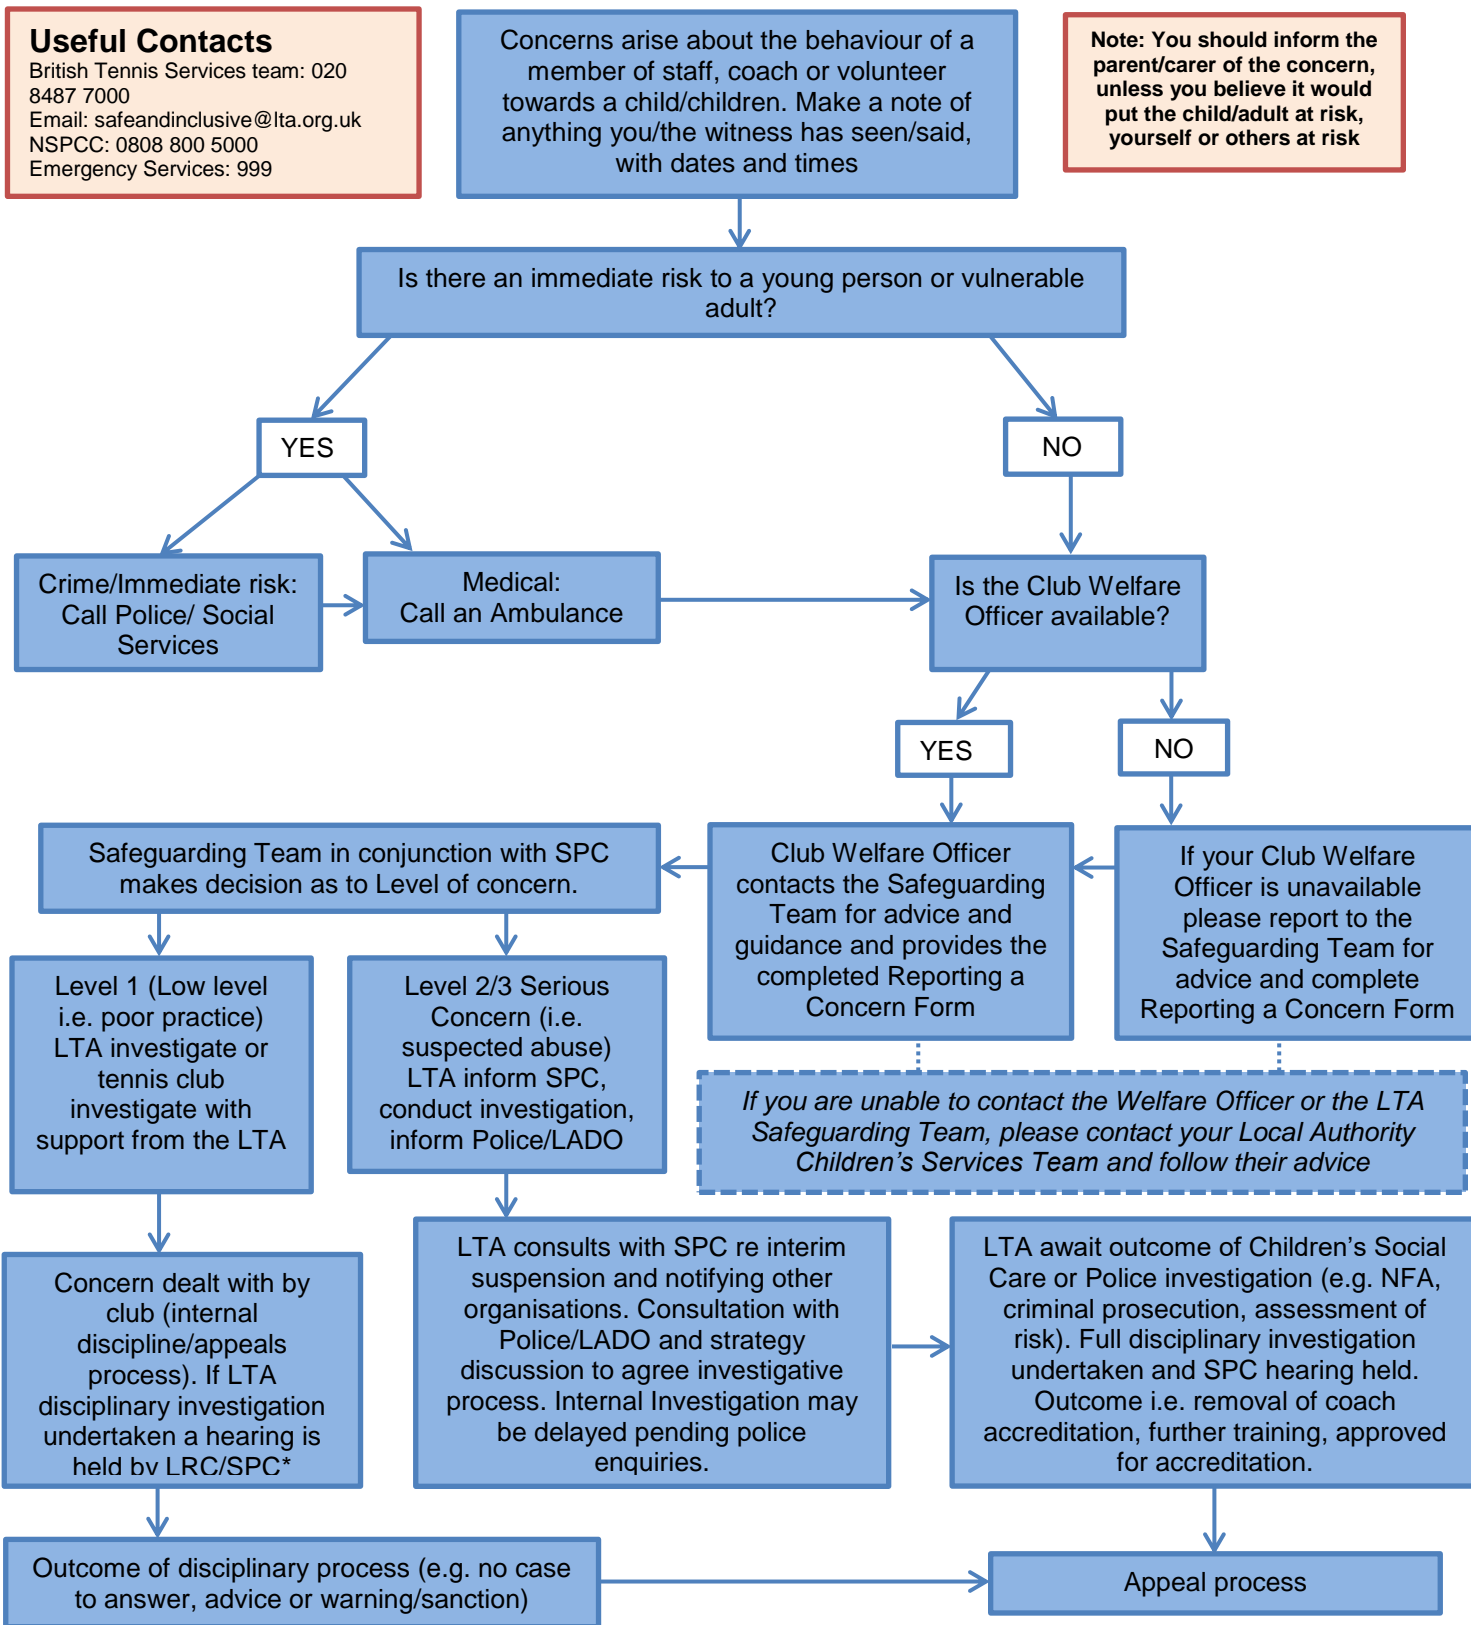 Useful Contacts
British Tennis Services team: 020
8487 7000
Email: safeandinclusive@lta.org.uk
NSPCC: 0808 800 5000
Emergency Services: 999
Concerns arise about the behaviour of a
member of staff, coach or volunteer
towards a child/children. Make a note of
anything you/the witness has seen/said,
with dates and times
Note: You should inform the
parent/carer of the concern,
unless you believe it would
put the child/adult at risk,
yourself or others at risk
Is there an immediate risk to a young person or vulnerable
adult?
YES
NO
Crime/Immediate risk:
Call Police/ Social
Services
Medical:
Call an Ambulance
Is the Club Welfare
Officer available?
YES
NO
Safeguarding Team in conjunction with SPC
makes decision as to Level of concern.
Club Welfare Officer
contacts the Safeguarding
Team for advice and
guidance and provides the
completed Reporting a
Concern Form
If your Club Welfare
Officer is unavailable
please report to the
Safeguarding Team for
advice and complete
Reporting a Concern Form
Level 1 (Low level
i.e. poor practice)
LTA investigate or
tennis club
investigate with
support from the LTA
Level 2/3 Serious
Concern (i.e.
suspected abuse)
LTA inform SPC,
conduct investigation,
inform Police/LADO
If you are unable to contact the Welfare Officer or the LTA
Safeguarding Team, please contact your Local Authority
Children's Services Team and follow their advice
Concern dealt with by
club (internal
discipline/appeals
process). If LTA
disciplinary investigation
undertaken a hearing is
held by LRC/SPC*
LTA consults with SPC re interim
suspension and notifying other
organisations. Consultation with
Police/LADO and strategy
discussion to agree investigative
process. Internal Investigation may
be delayed pending police
enquiries.
LTA await outcome of Children's Social
Care or Police investigation (e.g. NFA,
criminal prosecution, assessment of
risk). Full disciplinary investigation
undertaken and SPC hearing held.
Outcome i.e. removal of coach
accreditation, further training, approved
for accreditation.
Outcome of disciplinary process (e.g. no case
to answer, advice or warning/sanction)
Appeal process